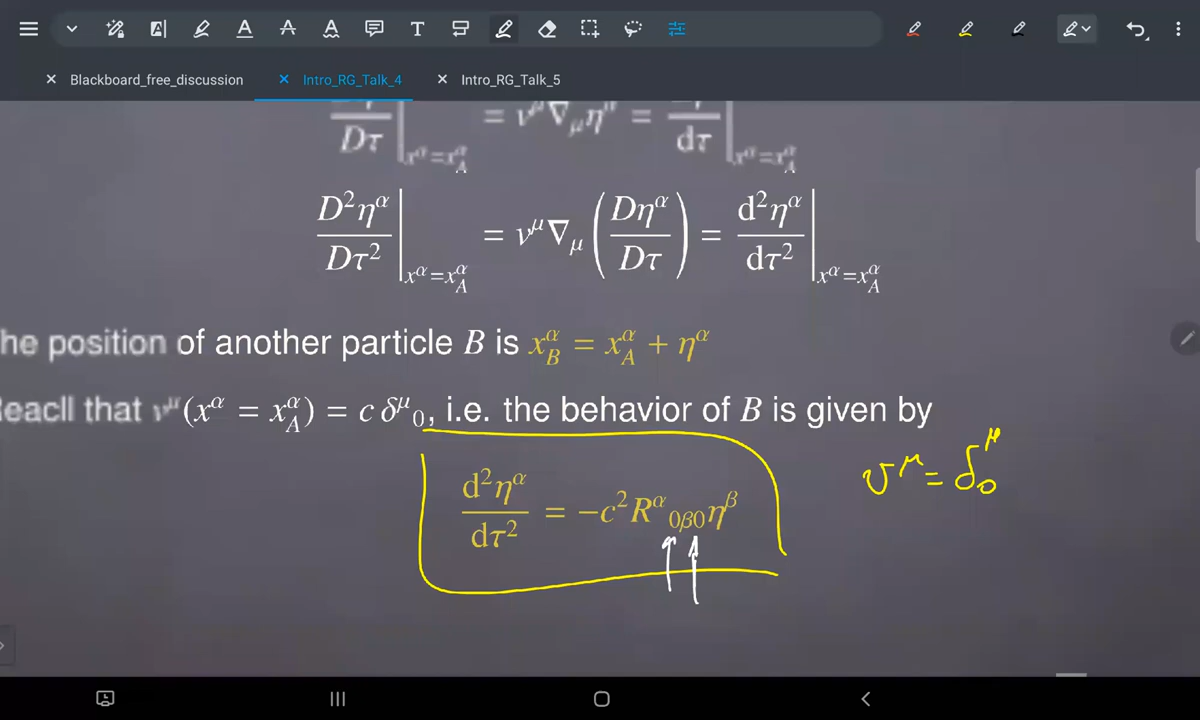 Blackboard_free_discussion Intro_RG_Talk_4 Intro_RG_Talk_5
Dτ |x^α=x^α_A = ν^μ∇_μη^α = dτ |x^α=x^α_A
D²η^α/Dτ² |x^α=x^α_A = ν^μ∇_μ (Dη^α/Dτ) = d²η^α/dτ² |x^α=x^α_A
he position of another particle B is x^α_B = x^α_A + η^α
Reacll that ν^μ(x^α = x^α_A) = c δ^μ_0, i.e. the behavior of B is given by
d²η^α/dτ² = −c²R^α_0β0 η^β
v^μ = δ^μ_0